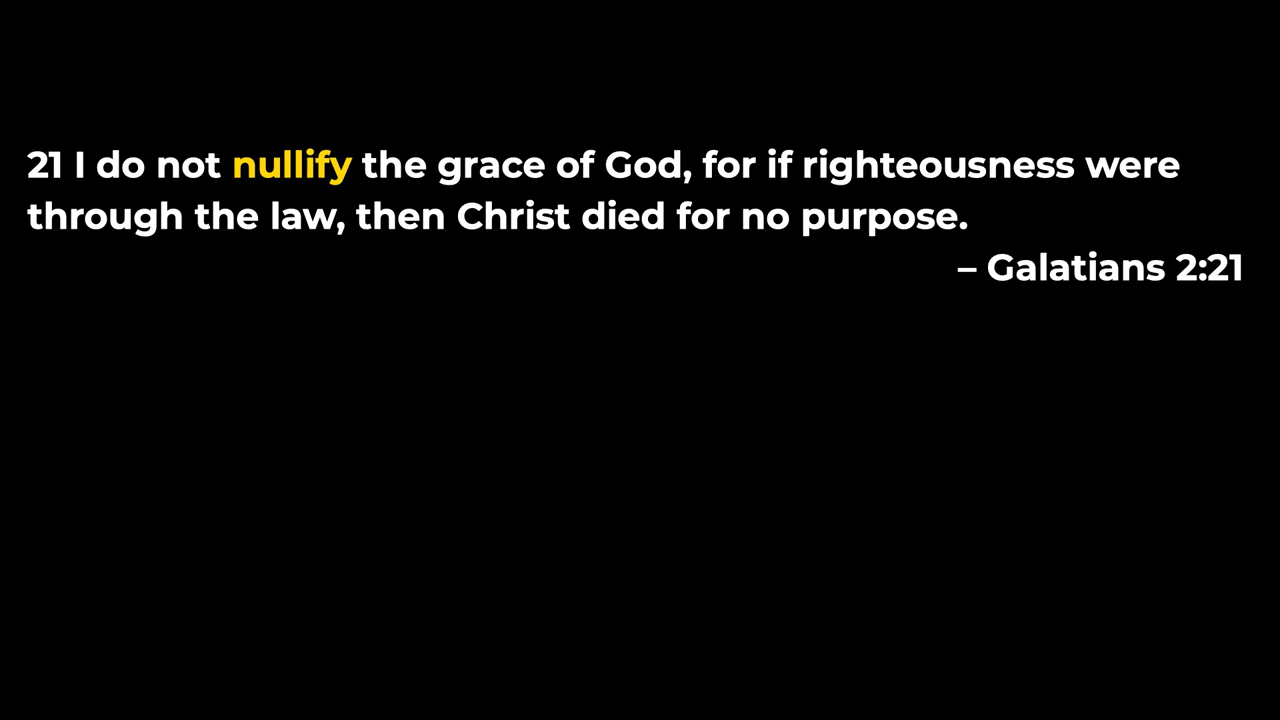 21 I do not nullify the grace of God, for if righteousness were
through the law, then Christ died for no purpose.
– Galatians 2:21